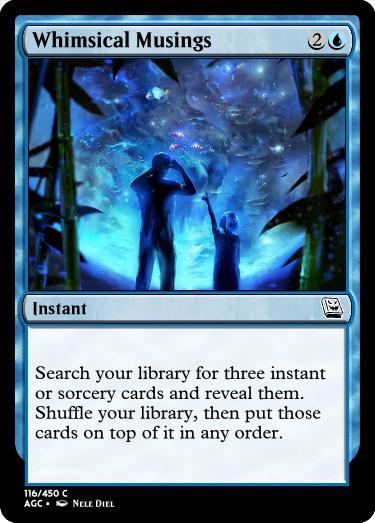 Whimsical Musings 2
Instant
Search your library for three instant
or sorcery cards and reveal them.
Shuffle your library, then put those
cards on top of it in any order.
116/450 C
AGC • Nele Diel